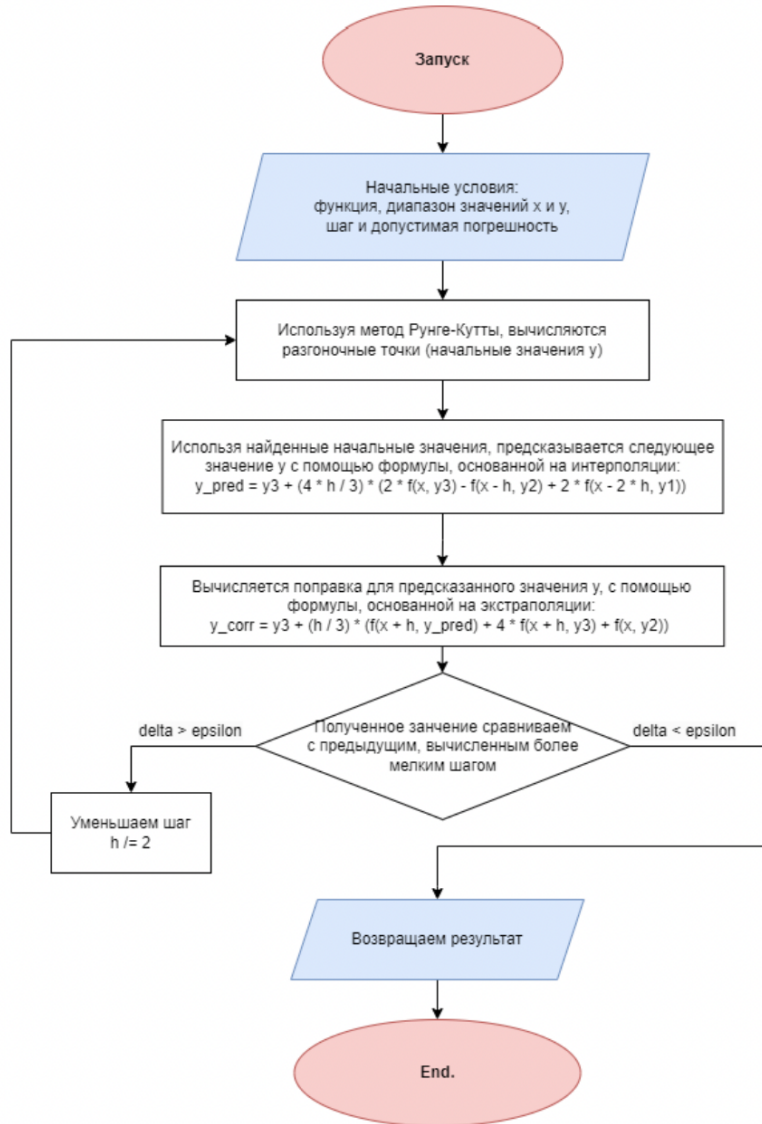 Запуск
Начальные условия:
функция, диапазон значений x и y,
шаг и допустимая погрешность
Используя метод Рунге-Кутты, вычисляются
разгоночные точки (начальные значения y)
Использя найденные начальные значения, предсказывается следующее
значение y с помощью формулы, основанной на интерполяции:
y_pred = y3 + (4 * h / 3) * (2 * f(x, y3) - f(x - h, y2) + 2 * f(x - 2 * h, y1))
Вычисляется поправка для предсказанного значения y, с помощью
формулы, основанной на экстраполяции:
y_corr = y3 + (h / 3) * (f(x + h, y_pred) + 4 * f(x + h, y3) + f(x, y2))
delta > epsilon
Полученное занчение сравниваем
с предыдущим, вычисленным более
мелким шагом
delta < epsilon
Уменьшаем шаг
h /= 2
Возвращаем результат
End.